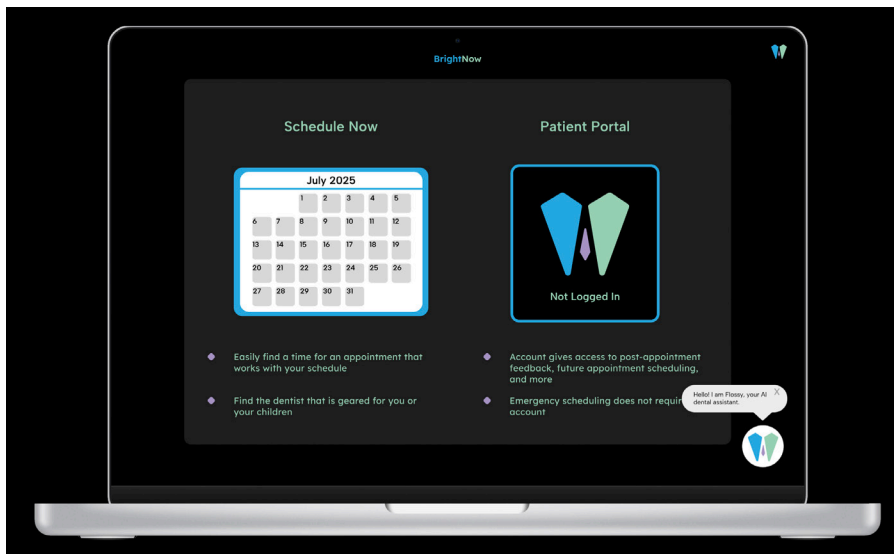 BrightNow
Schedule Now
July 2025
1 2 3 4 5
6 7 8 9 10 11 12
13 14 15 16 17 18 19
20 21 22 23 24 25 26
27 28 29 30 31
Easily find a time for an appointment that
works with your schedule
Find the dentist that is geared for you or
your children
Patient Portal
Not Logged In
Account gives access to post-appointment
feedback, future appointment scheduling,
and more
Emergency scheduling does not requir
account
Hello! I am Flossy, your AI
dental assistant.
X